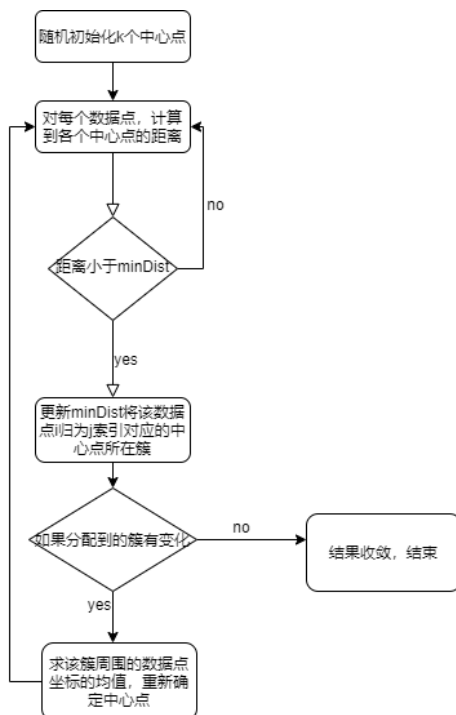 随机初始化k个中心点
对每个数据点，计算
到各个中心点的距离
no
距离小于minDist
yes
更新minDist将该数据
点i归为j索引对应的中
心点所在簇
如果分配到的簇有变化
no
结果收敛，结束
yes
求该簇周围的数据点
坐标的均值，重新确
定中心点